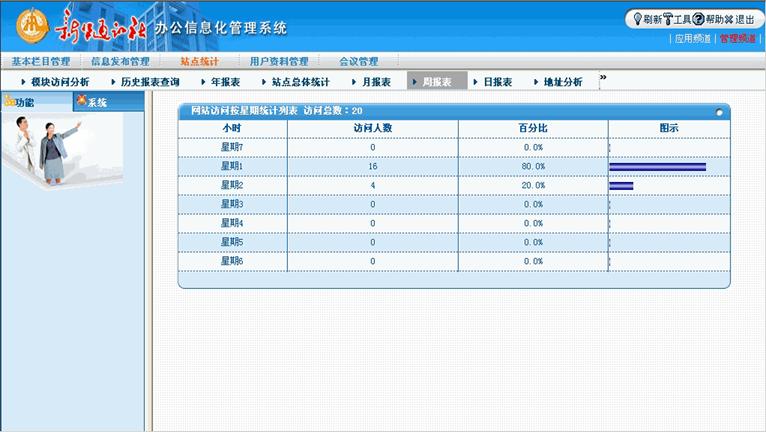 新华通讯社 办公信息化管理系统
刷新 工具 帮助 退出
| 应用频道 | 管理频道 |
基本栏目管理 信息发布管理 站点统计 用户资料管理 会议管理
模块访问分析 历史报表查询 年报表 站点总体统计 月报表 周报表 日报表 地址分析 »
功能 系统
网站访问按星期统计列表 访问总数:20
小时 访问人数 百分比 图示
星期7 0 0.0%
星期1 16 80.0%
星期2 4 20.0%
星期3 0 0.0%
星期4 0 0.0%
星期5 0 0.0%
星期6 0 0.0%